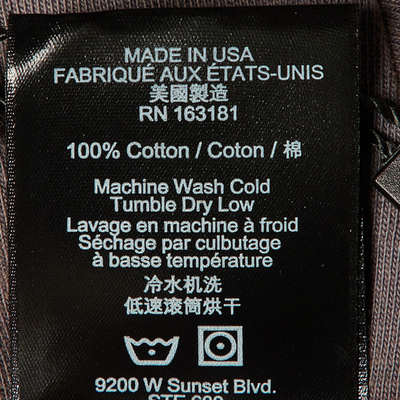 MADE IN USA
FABRIQUÉ AUX ÉTATS-UNIS
美國製造
RN 163181
100% Cotton / Coton / 棉
Machine Wash Cold
Tumble Dry Low
Lavage en machine à froid
Séchage par culbutage
à basse température
冷水机洗
低速滚筒烘干
9200 W Sunset Blvd.
STE 600